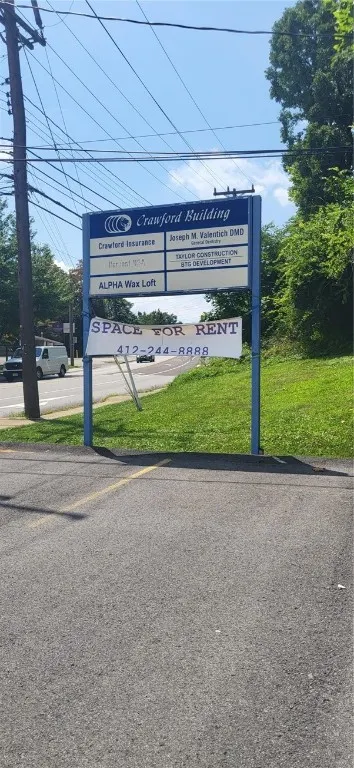 Crawford Building
Crawford Insurance
Joseph M. Valentich DMD
General Dentistry
TAYLOR CONSTRUCTION
STG DEVELOPMENT
ALPHA Wax Loft
SPACE FOR RENT
412-244-8888